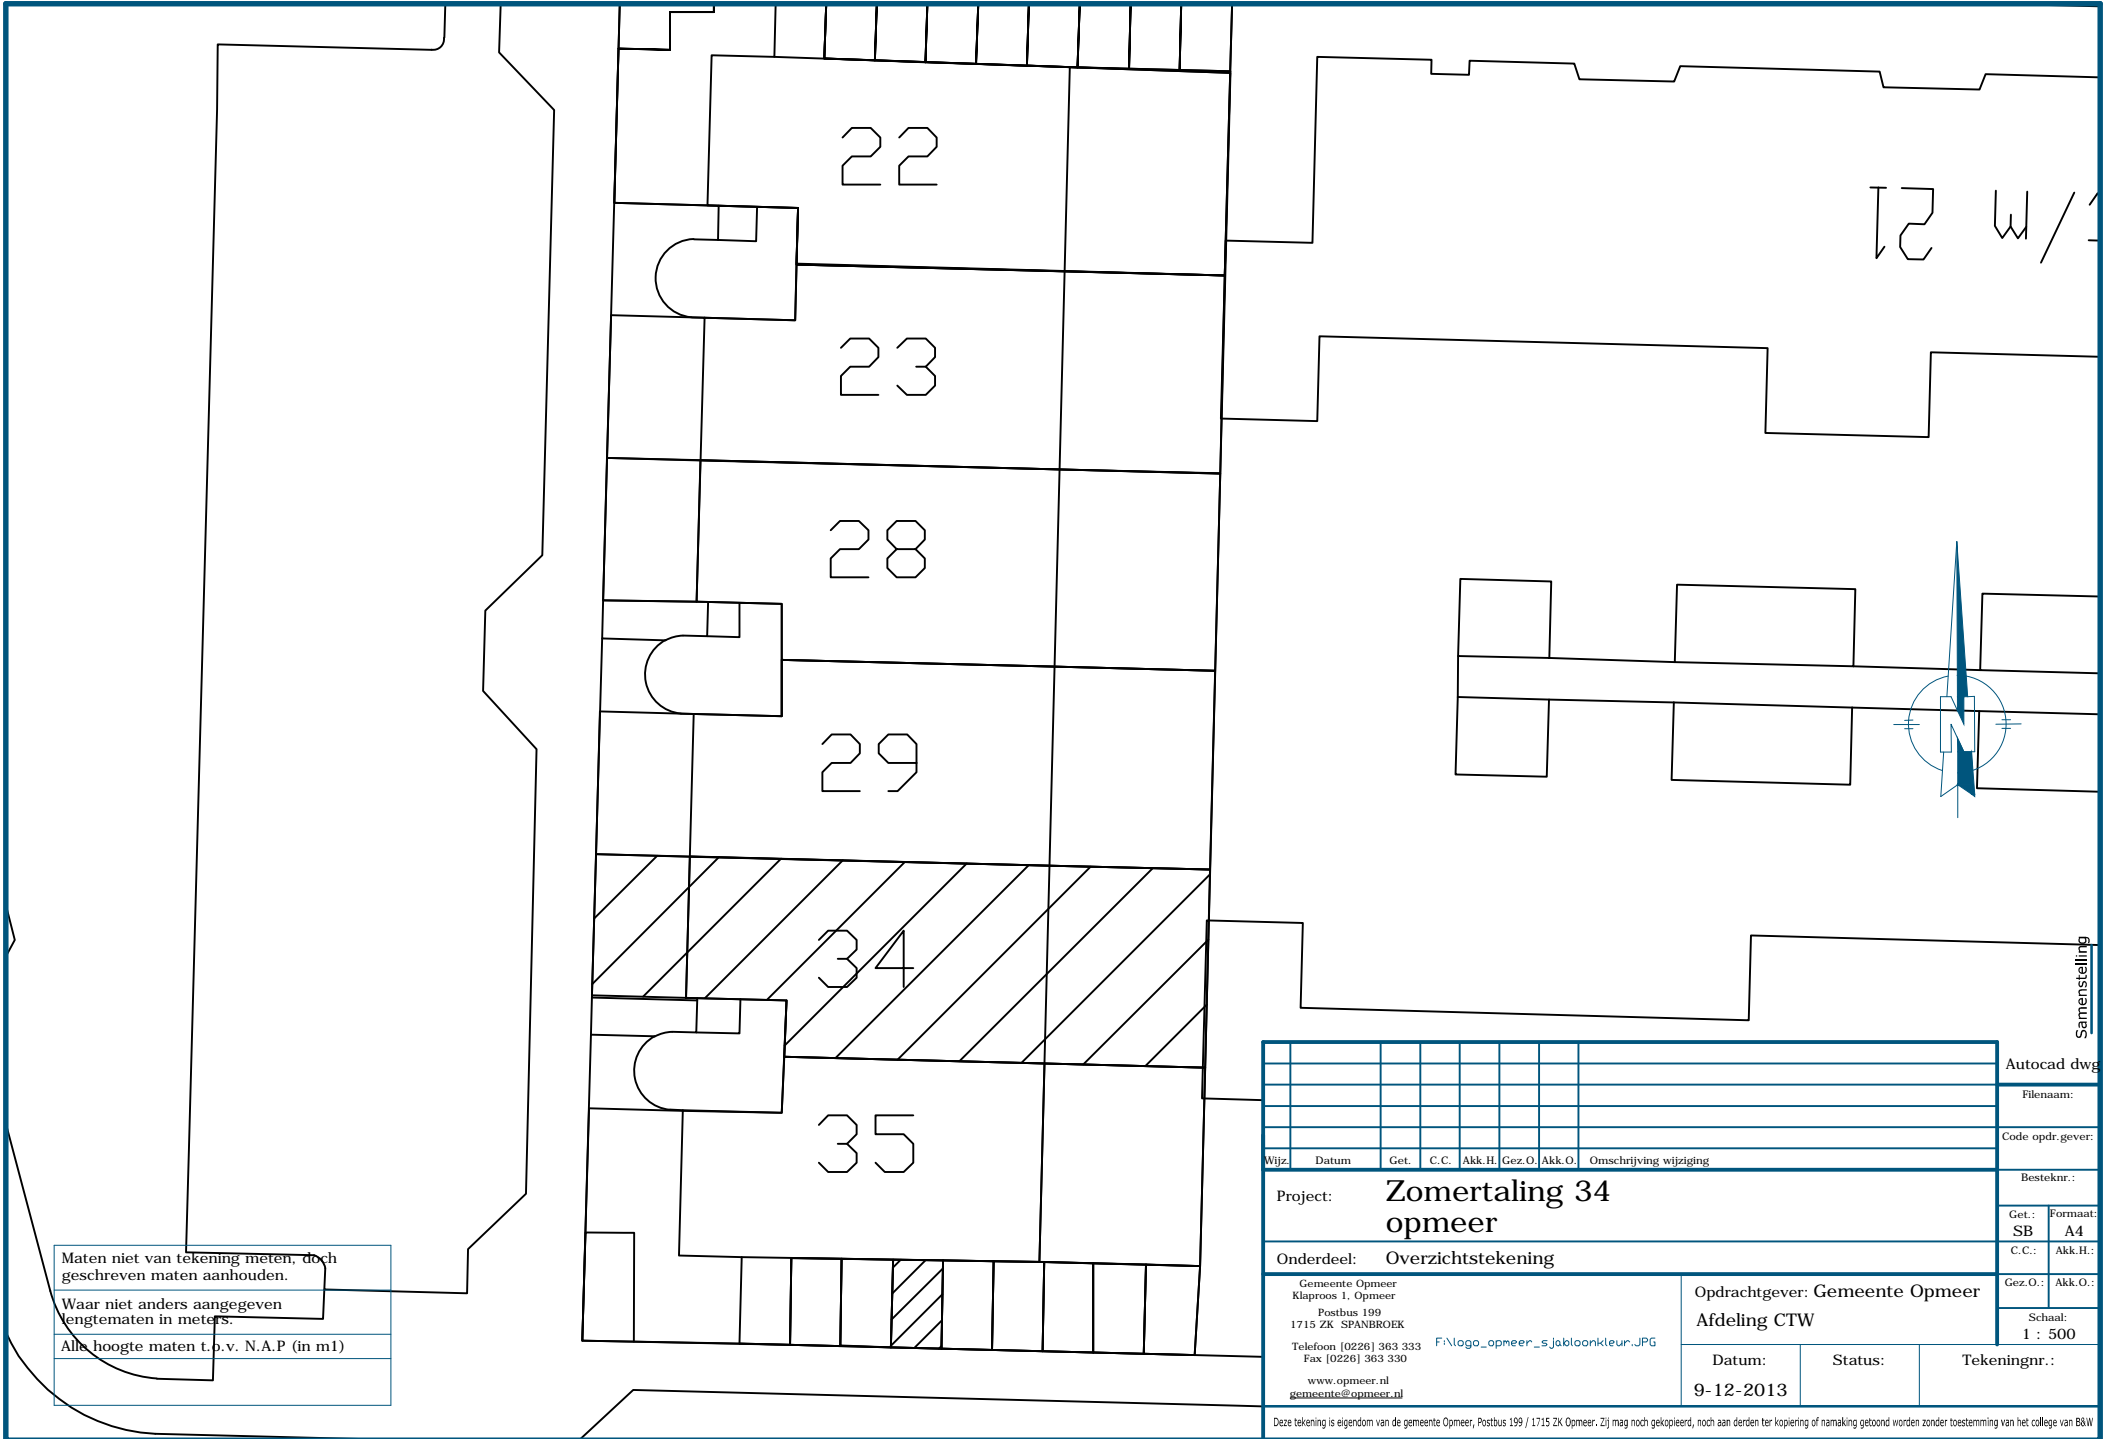 22
23
28
29
34
35
/M 21
Samenstelling
Maten niet van tekening meten, doch
geschreven maten aanhouden.
Waar niet anders aangegeven
lengtematen in meters.
Alle hoogte maten t.o.v. N.A.P (in m1)
Wijz. Datum Get. C.C. Akk.H. Gez.O. Akk.O. Omschrijving wijziging
Project: Zomertaling 34
opmeer
Onderdeel: Overzichtstekening
Gemeente Opmeer
Klaproos 1, Opmeer
Postbus 199
1715 ZK SPANBROEK
Telefoon [0226] 363 333
Fax [0226] 363 330
www.opmeer.nl
gemeente@opmeer.nl
F:\logo_opmeer_sjabloonkleur.JPG
Opdrachtgever: Gemeente Opmeer
Afdeling CTW
Datum: Status: Tekeningnr.:
9-12-2013
Autocad dwg
Filenaam:
Code opdr.gever:
Besteknr.:
Get.: Formaat:
SB A4
C.C.: Akk.H.:
Gez.O.: Akk.O.:
Schaal:
1 : 500
Deze tekening is eigendom van de gemeente Opmeer, Postbus 199 / 1715 ZK Opmeer. Zij mag noch gekopieerd, noch aan derden ter kopiering of namaking getoond worden zonder toestemming van het college van B&W
N